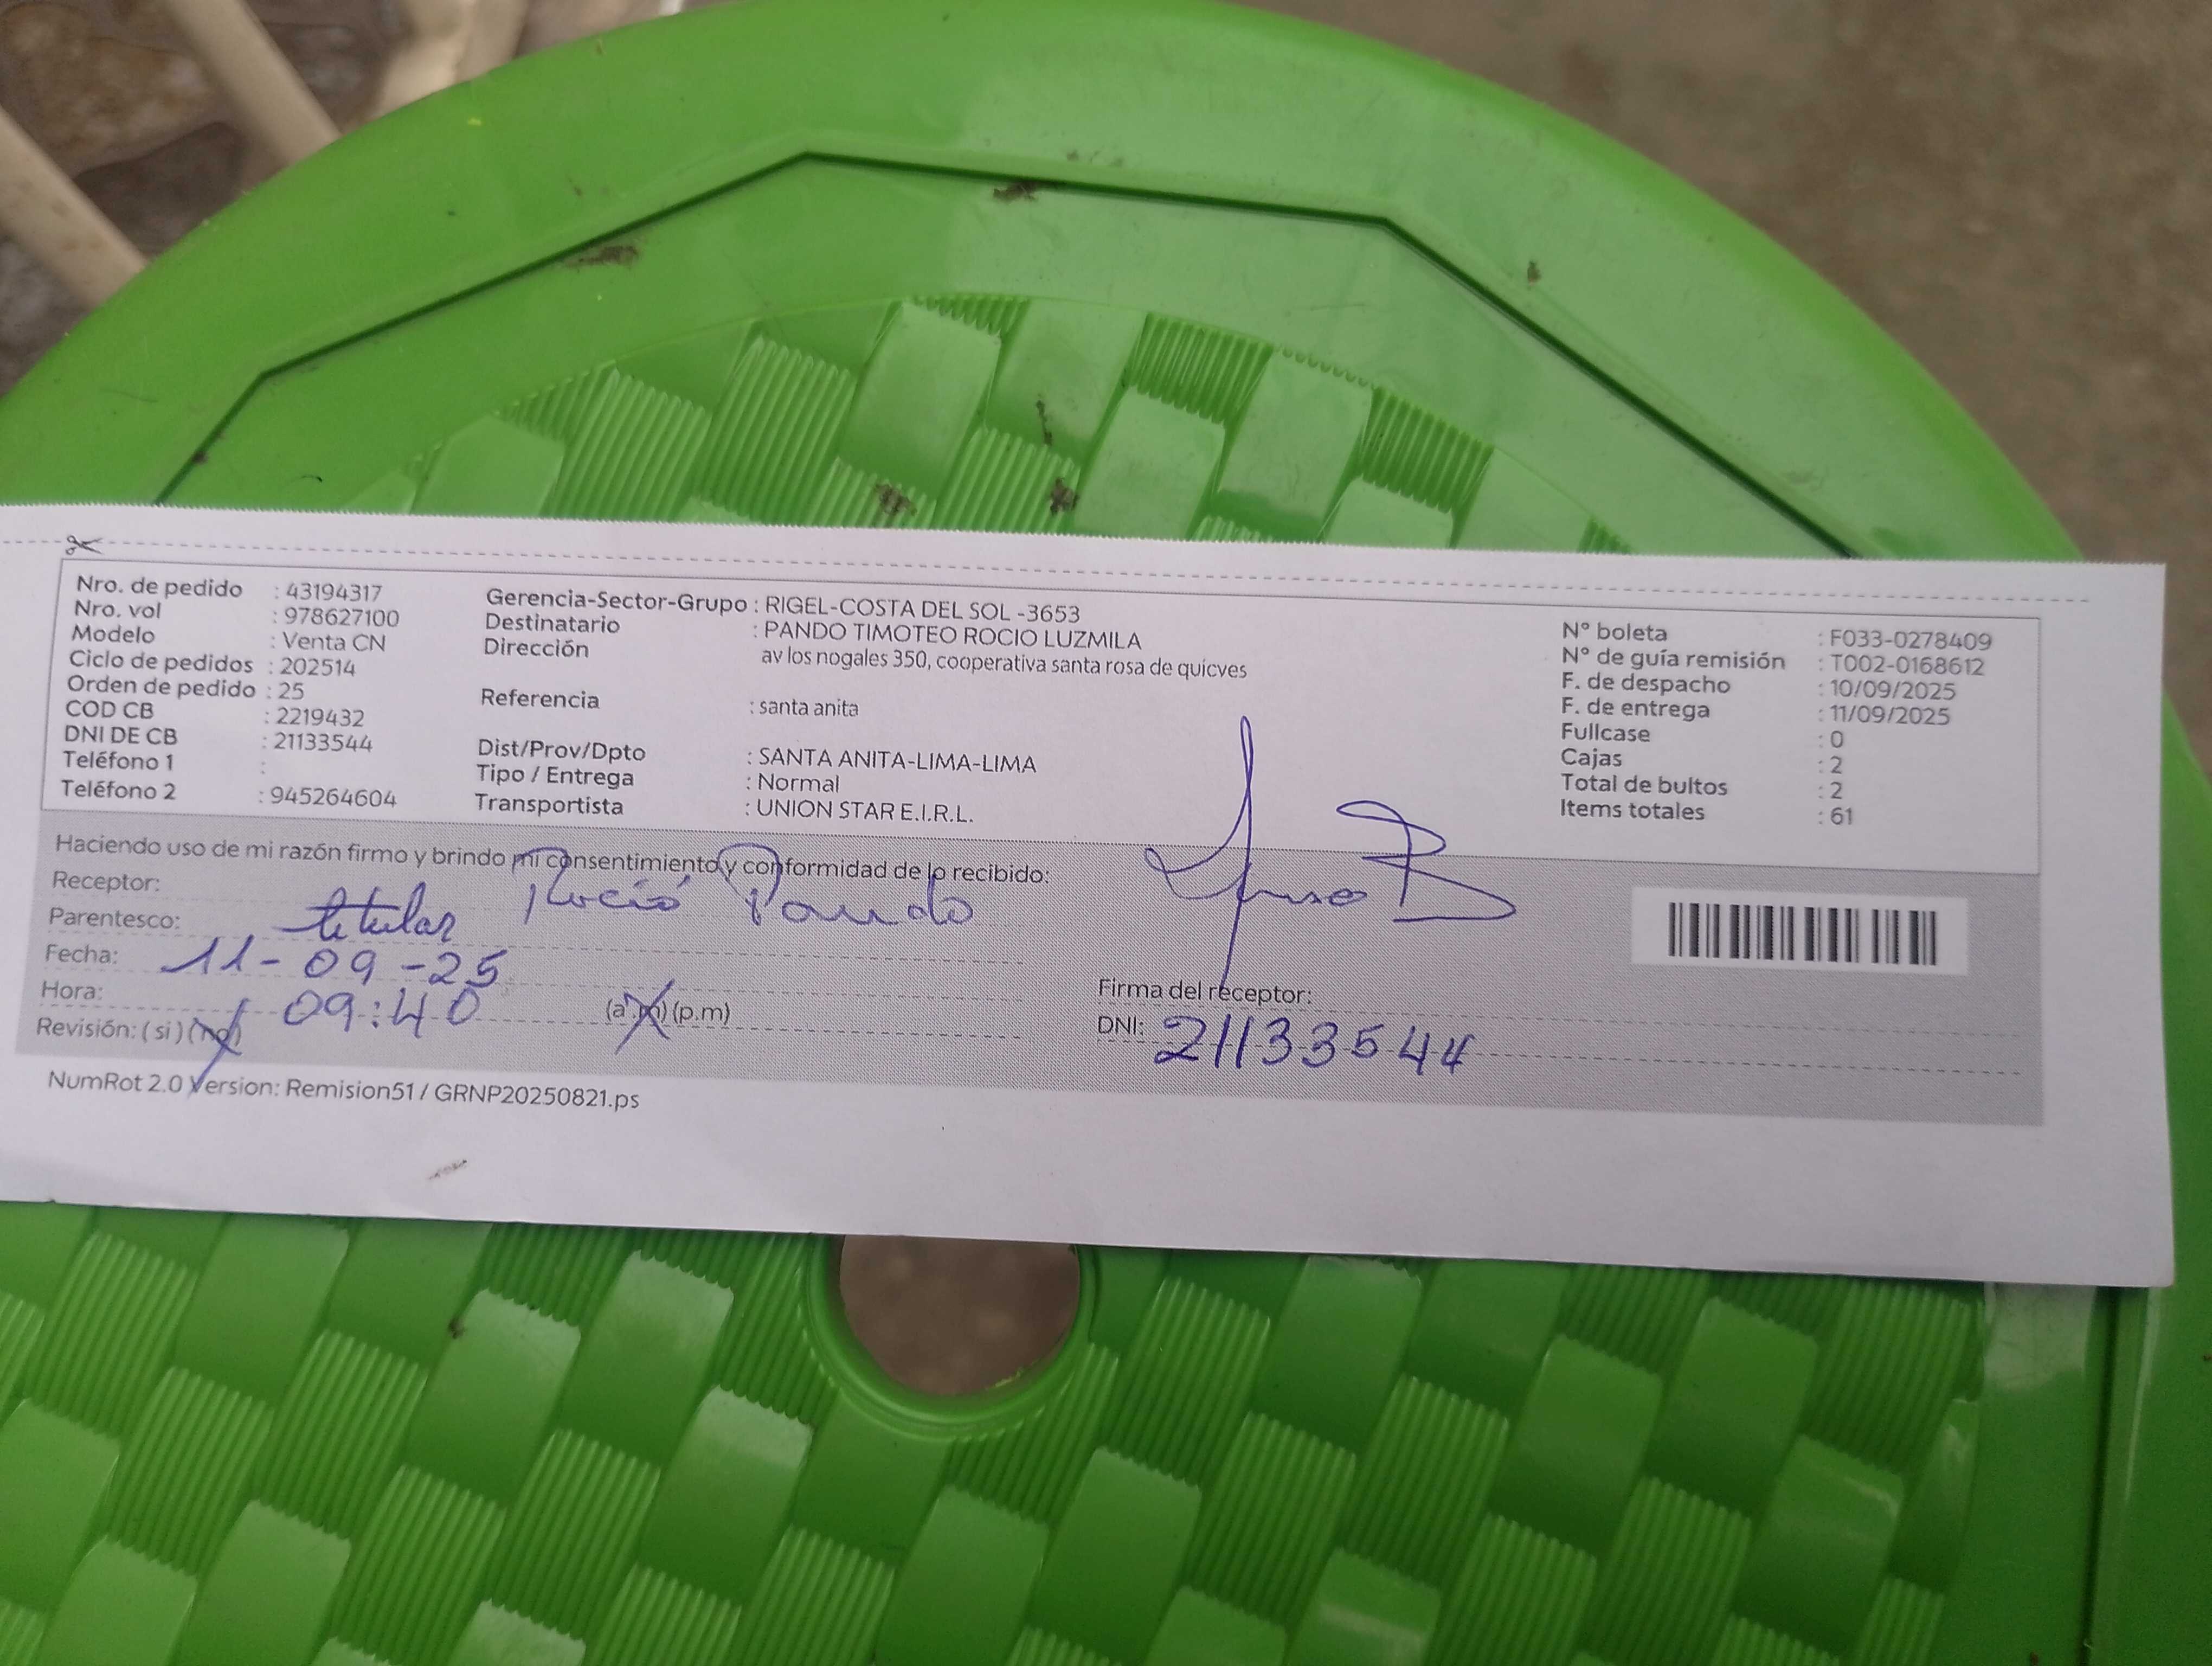 Nro. de pedido : 43194317
Nro. vol : 978627100
Modelo : Venta CN
Ciclo de pedidos : 202514
Orden de pedido : 25
COD CB : 2219432
DNI DE CB : 21133544
Teléfono 1 :
Teléfono 2 : 945264604
Gerencia-Sector-Grupo : RIGEL-COSTA DEL SOL -3653
Destinatario : PANDO TIMOTEO ROCIO LUZMILA
Dirección av los nogales 350, cooperativa santa rosa de quicves
Referencia : santa anita
Dist/Prov/Dpto : SANTA ANITA-LIMA-LIMA
Tipo / Entrega : Normal
Transportista : UNION STAR E.I.R.L.
N° boleta : F033-0278409
N° de guía remisión : T002-0168612
F. de despacho : 10/09/2025
F. de entrega : 11/09/2025
Fullcase : 0
Cajas : 2
Total de bultos : 2
Items totales : 61
Haciendo uso de mi razón firmo y brindo mi consentimiento y conformidad de lo recibido:
Receptor: Roció Pando
Parentesco: titular
Fecha: 11-09-25
Hora: 09:40 (a.m) (p.m)
Revisión: ( si ) (no)
Firma del receptor:
DNI: 21133544
NumRot 2.0 Version: Remision51 / GRNP20250821.ps